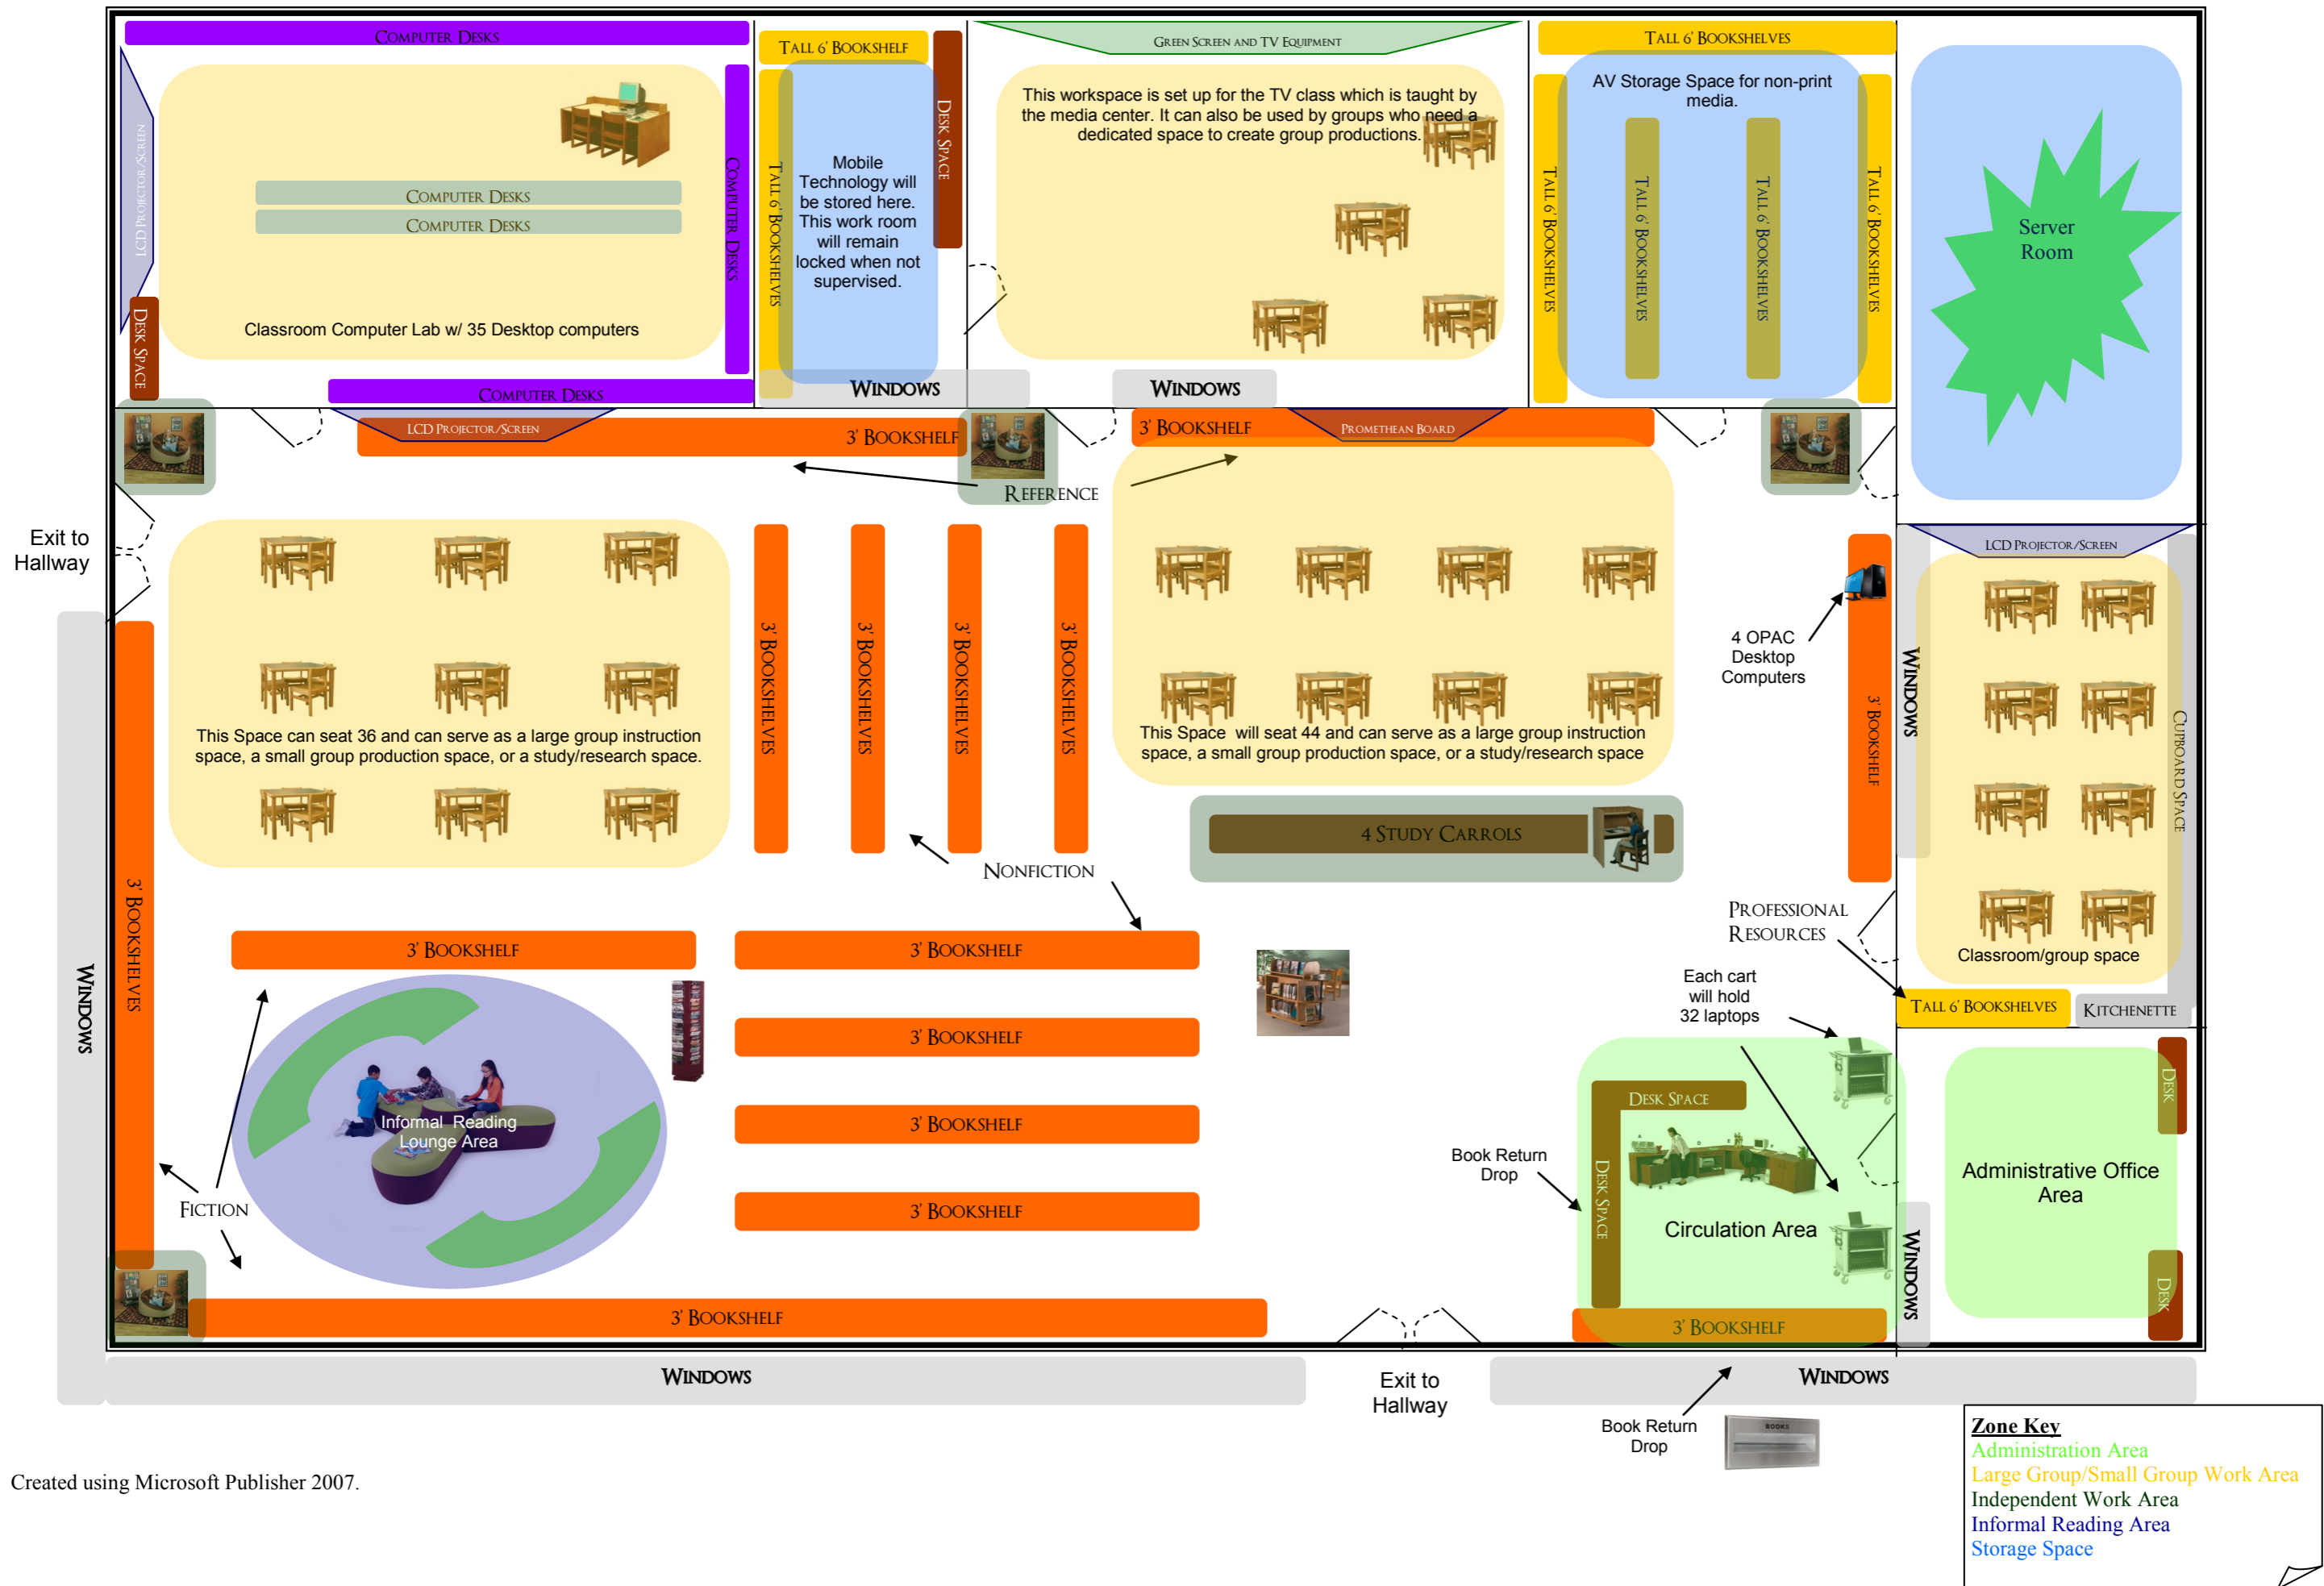 COMPUTER DESKS
TALL 6' BOOKSHELF
GREEN SCREEN AND TV EQUIPMENT
TALL 6' BOOKSHELVES
LCD PROJECTOR/SCREEN
COMPUTER DESKS
COMPUTER DESKS
COMPUTER DESKS
DESK SPACE
Classroom Computer Lab w/ 35 Desktop computers
COMPUTER DESKS
TALL 6' BOOKSHELVES
Mobile
Technology will
be stored here.
This work room
will remain
locked when not
supervised.
DESK SPACE
WINDOWS
This workspace is set up for the TV class which is taught by
the media center. It can also be used by groups who need a
dedicated space to create group productions.
WINDOWS
AV Storage Space for non-print
media.
TALL 6' BOOKSHELVES
TALL 6' BOOKSHELVES
TALL 6' BOOKSHELVES
TALL 6' BOOKSHELVES
Server
Room
LCD PROJECTOR/SCREEN
3' BOOKSHELF
3' BOOKSHELF
PROMETHEAN BOARD
REFERENCE
Exit to
Hallway
LCD PROJECTOR/SCREEN
3' BOOKSHELVES
3' BOOKSHELVES
3' BOOKSHELVES
3' BOOKSHELVES
4 OPAC
Desktop
Computers
3' BOOKSHELF
WINDOWS
CUPBOARD SPACE
This Space can seat 36 and can serve as a large group instruction
space, a small group production space, or a study/research space.
This Space  will seat 44 and can serve as a large group instruction
space, a small group production space, or a study/research space
4 STUDY CARROLS
NONFICTION
PROFESSIONAL
RESOURCES
Classroom/group space
3' BOOKSHELVES
WINDOWS
3' BOOKSHELF
3' BOOKSHELF
Each cart
will hold
32 laptops
TALL 6' BOOKSHELVES
KITCHENETTE
3' BOOKSHELF
Informal  Reading
Lounge Area
3' BOOKSHELF
DESK SPACE
DESK
Book Return
Drop
DESK SPACE
Administrative Office
Area
FICTION
3' BOOKSHELF
Circulation Area
WINDOWS
DESK
3' BOOKSHELF
3' BOOKSHELF
WINDOWS
Exit to
Hallway
WINDOWS
Book Return
Drop
BOOKS
Zone Key
Administration Area
Large Group/Small Group Work Area
Independent Work Area
Informal Reading Area
Storage Space
Created using Microsoft Publisher 2007.